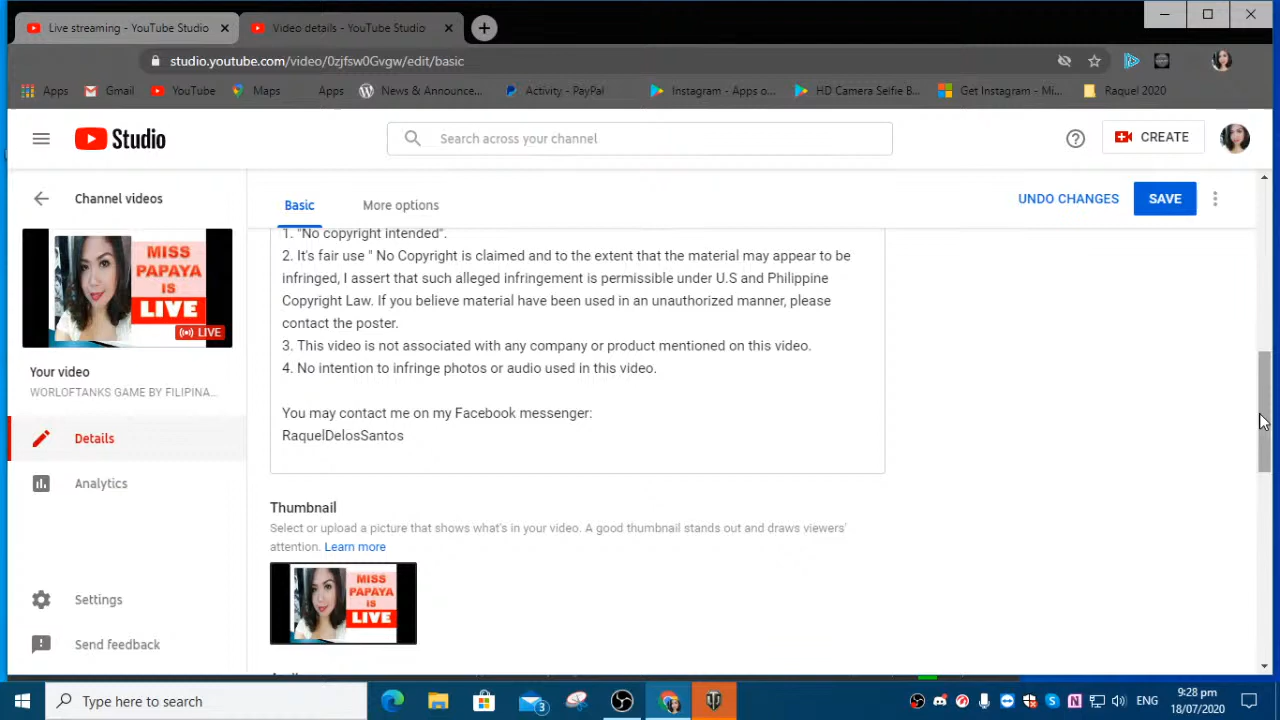 Live streaming - YouTube Studio
Video details - YouTube Studio
studio.youtube.com/video/0zjfsw0Gvgw/edit/basic
Apps
Gmail
YouTube
Maps
Apps
News & Announce...
Activity - PayPal
Instagram - Apps o...
HD Camera Selfie B...
Get Instagram - Mi...
Raquel 2020
Studio
Search across your channel
CREATE
Channel videos
Basic
More options
UNDO CHANGES
SAVE
MISS
PAPAYA
IS
LIVE
LIVE
Your video
WORLOFTANKS GAME BY FILIPINA...
Details
Analytics
Settings
Send feedback
1. "No copyright intended".
2. It's fair use " No Copyright is claimed and to the extent that the material may appear to be
infringed, I assert that such alleged infringement is permissible under U.S and Philippine
Copyright Law. If you believe material have been used in an unauthorized manner, please
contact the poster.
3. This video is not associated with any company or product mentioned on this video.
4. No intention to infringe photos or audio used in this video.
You may contact me on my Facebook messenger:
RaquelDelosSantos
Thumbnail
Select or upload a picture that shows what's in your video. A good thumbnail stands out and draws viewers'
attention. Learn more
MISS
PAPAYA
IS
LIVE
Type here to search
3
ENG
9:28 pm
18/07/2020